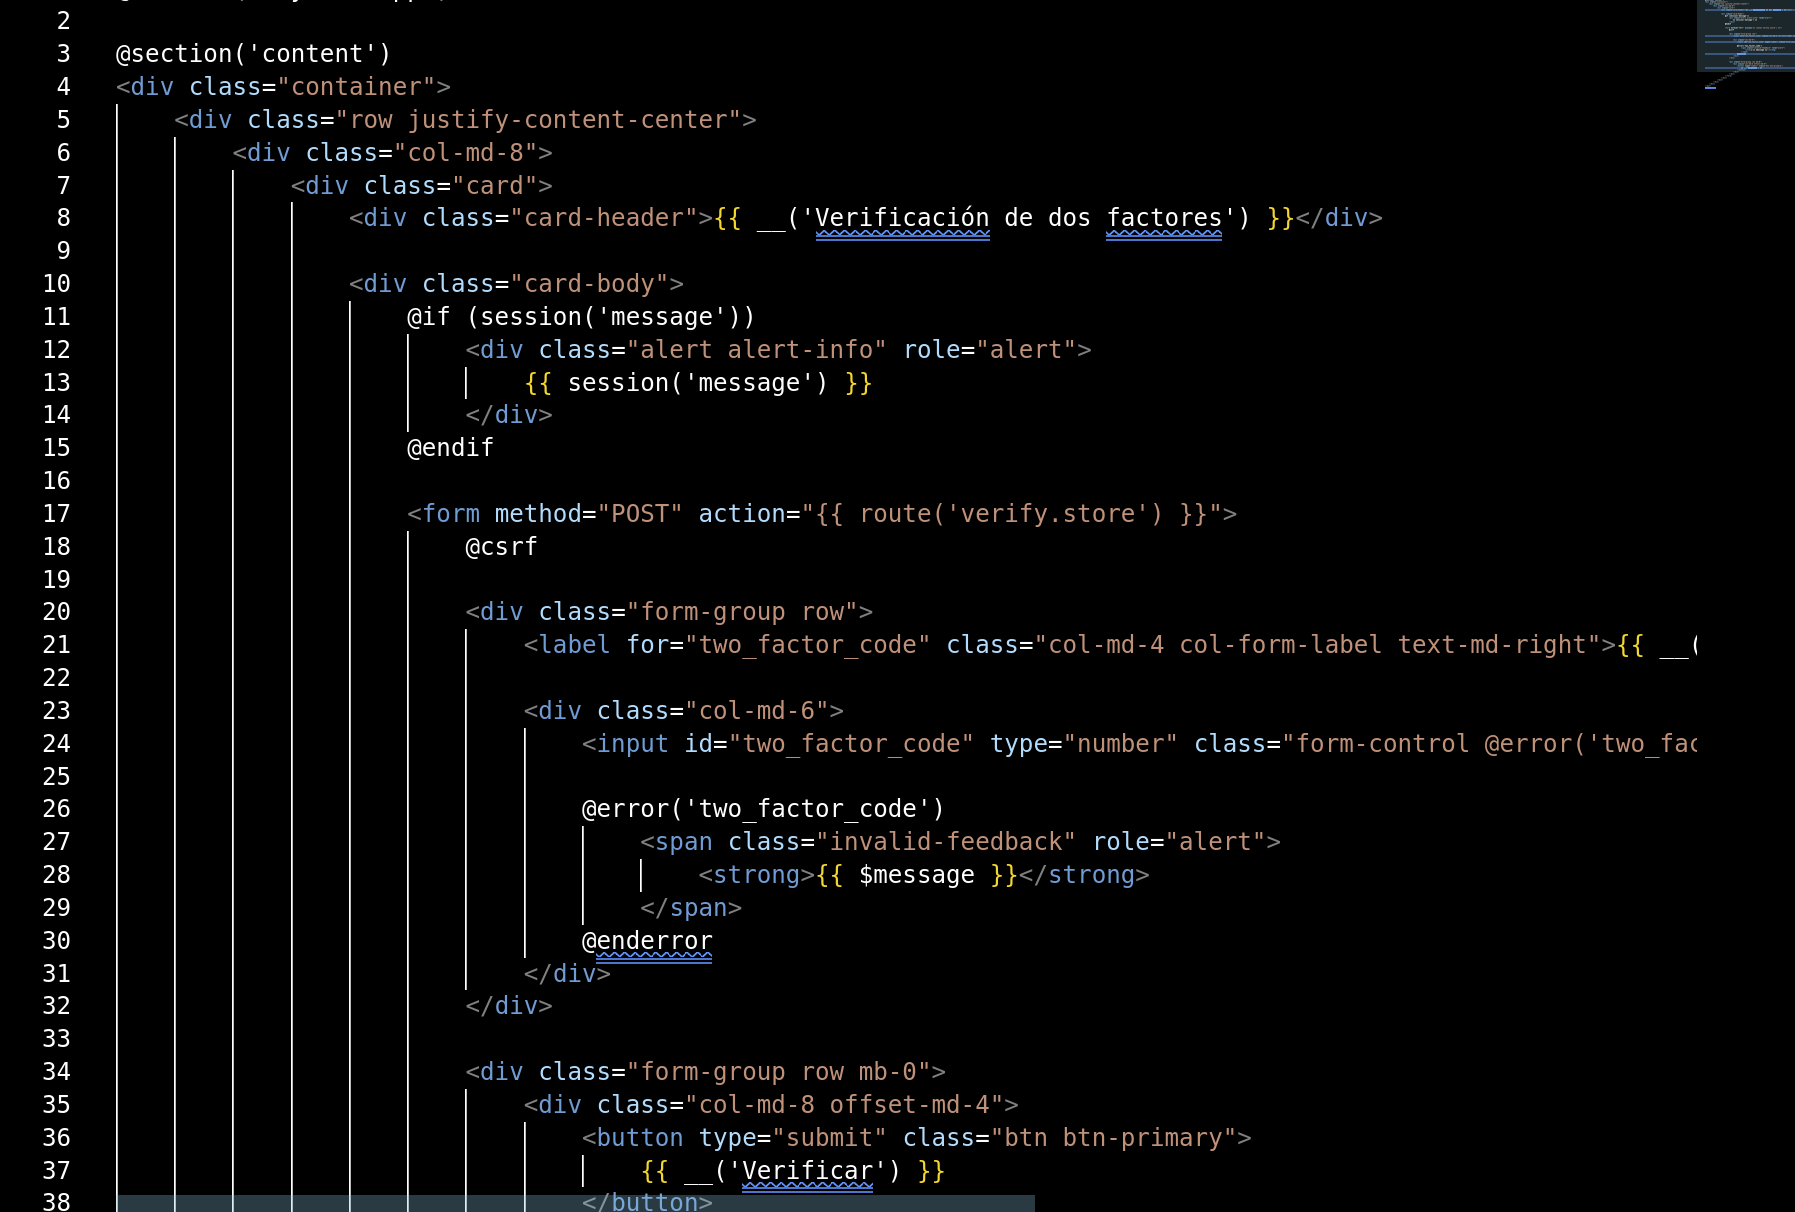 2
3 @section('content')
4 <div class="container">
5 <div class="row justify-content-center">
6 <div class="col-md-8">
7 <div class="card">
8 <div class="card-header">{{ __('Verificación de dos factores') }}</div>
9
10 <div class="card-body">
11 @if (session('message'))
12 <div class="alert alert-info" role="alert">
13 {{ session('message') }}
14 </div>
15 @endif
16
17 <form method="POST" action="{{ route('verify.store') }}">
18 @csrf
19
20 <div class="form-group row">
21 <label for="two_factor_code" class="col-md-4 col-form-label text-md-right">{{ __(
22
23 <div class="col-md-6">
24 <input id="two_factor_code" type="number" class="form-control @error('two_fac
25
26 @error('two_factor_code')
27 <span class="invalid-feedback" role="alert">
28 <strong>{{ $message }}</strong>
29 </span>
30 @enderror
31 </div>
32 </div>
33
34 <div class="form-group row mb-0">
35 <div class="col-md-8 offset-md-4">
36 <button type="submit" class="btn btn-primary">
37 {{ __('Verificar') }}
38 </button>